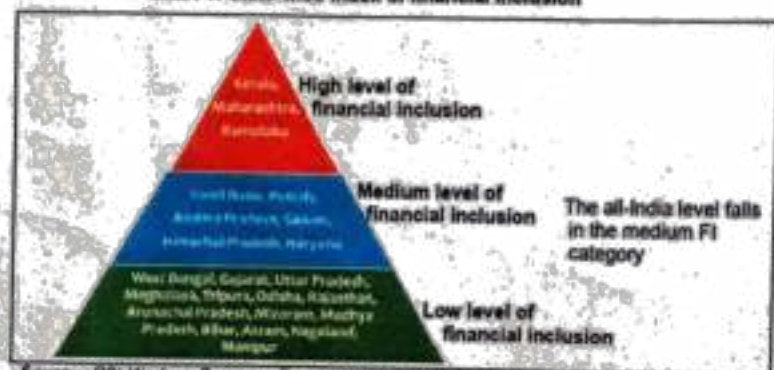 Kerala,
Maharashtra,
Karnataka
High level of
financial inclusion
Tamil Nadu, Punjab,
Andhra Pradesh, Sikkim,
Himachal Pradesh, Haryana
Medium level of
financial inclusion
The all-India level falls
in the medium FI
category
West Bengal, Gujarat, Uttar Pradesh,
Meghalaya, Tripura, Odisha, Rajasthan,
Arunachal Pradesh, Mizoram, Madhya
Pradesh, Bihar, Assam, Nagaland,
Manipur
Low level of
financial inclusion